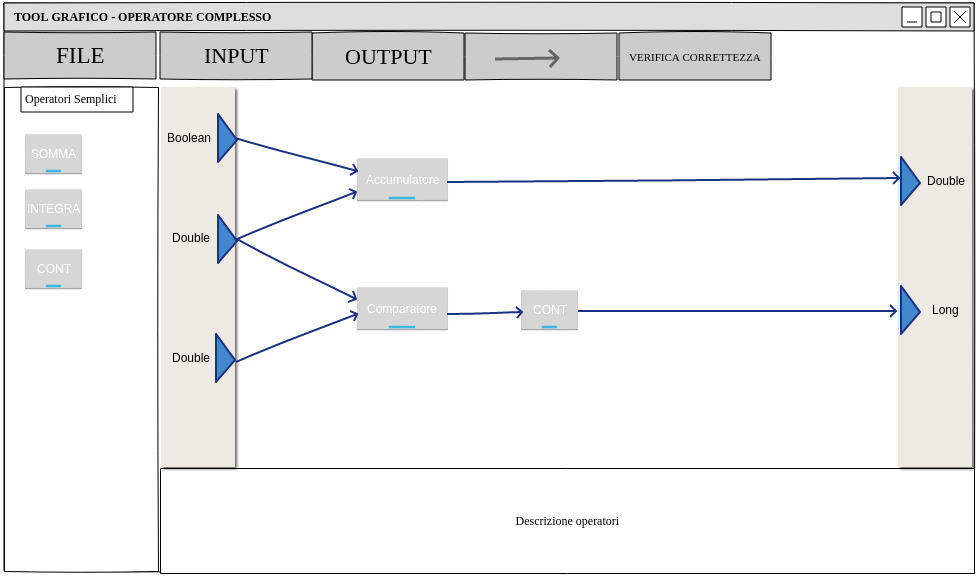 TOOL GRAFICO - OPERATORE COMPLESSO
FILE
INPUT
OUTPUT
VERIFICA CORRETTEZZA
Operatori Semplici
SOMMA
INTEGRA
CONT
Boolean
Double
Double
Accumulatore
Comparatore
CONT
Double
Long
Descrizione operatori